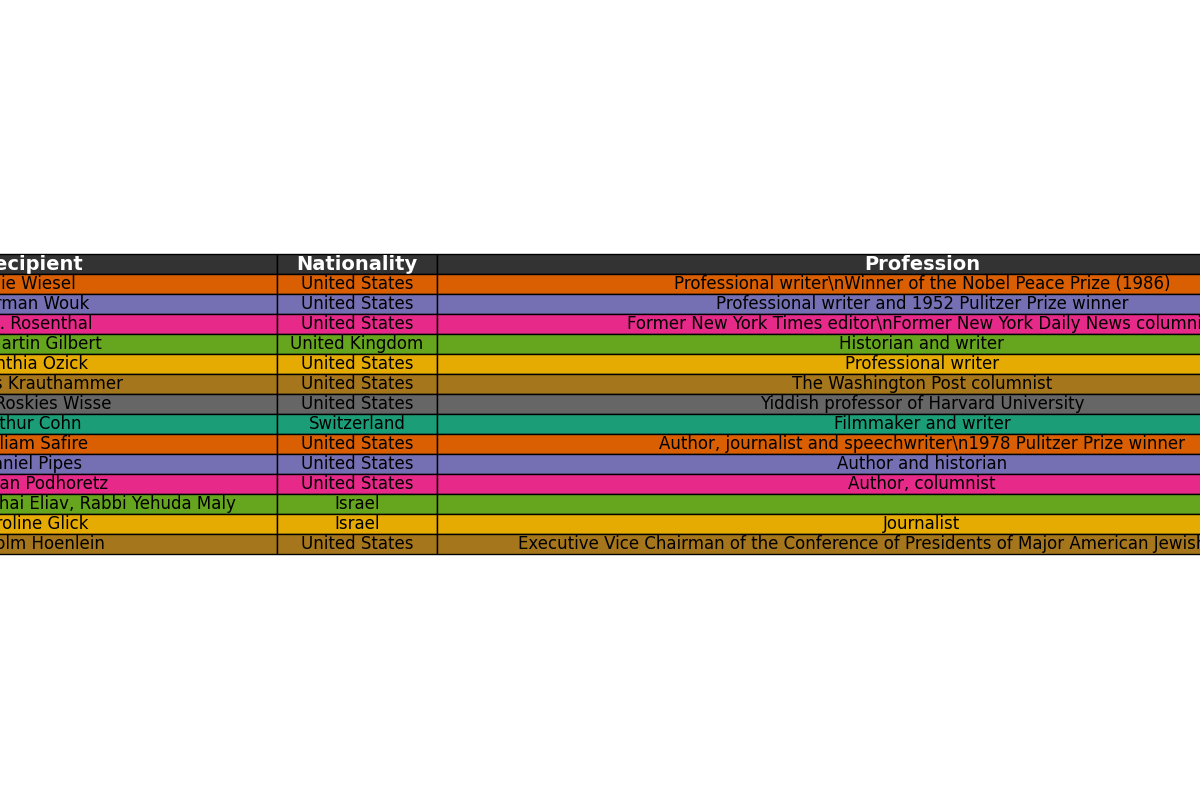 ecipient Nationality Profession
ie Wiesel United States Professional writer\nWinner of the Nobel Peace Prize (1986)
rman Wouk United States Professional writer and 1952 Pulitzer Prize winner
. Rosenthal United States Former New York Times editor\nFormer New York Daily News columni
artin Gilbert United Kingdom Historian and writer
nthia Ozick United States Professional writer
s Krauthammer United States The Washington Post columnist
Roskies Wisse United States Yiddish professor of Harvard University
thur Cohn Switzerland Filmmaker and writer
liam Safire United States Author, journalist and speechwriter\n1978 Pulitzer Prize winner
niel Pipes United States Author and historian
an Podhoretz United States Author, columnist
hai Eliav, Rabbi Yehuda Maly Israel
roline Glick Israel Journalist
olm Hoenlein United States Executive Vice Chairman of the Conference of Presidents of Major American Jewish